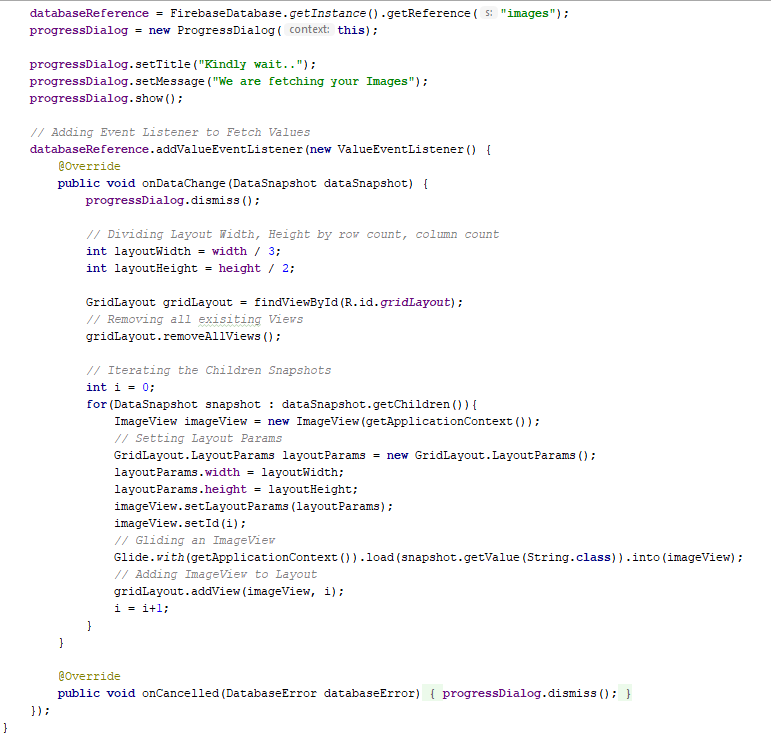 databaseReference = FirebaseDatabase.getInstance().getReference( s: "images");
progressDialog = new ProgressDialog( context: this);
progressDialog.setTitle("Kindly wait..");
progressDialog.setMessage("We are fetching your Images");
progressDialog.show();
// Adding Event Listener to Fetch Values
databaseReference.addValueEventListener(new ValueEventListener() {
@Override
public void onDataChange(DataSnapshot dataSnapshot) {
progressDialog.dismiss();
// Dividing Layout Width, Height by row count, column count
int layoutWidth = width / 3;
int layoutHeight = height / 2;
GridLayout gridLayout = findViewById(R.id.gridLayout);
// Removing all exisiting Views
gridLayout.removeAllViews();
// Iterating the Children Snapshots
int i = 0;
for(DataSnapshot snapshot : dataSnapshot.getChildren()){
ImageView imageView = new ImageView(getApplicationContext());
// Setting Layout Params
GridLayout.LayoutParams layoutParams = new GridLayout.LayoutParams();
layoutParams.width = layoutWidth;
layoutParams.height = layoutHeight;
imageView.setLayoutParams(layoutParams);
imageView.setId(i);
// Gliding an ImageView
Glide.with(getApplicationContext()).load(snapshot.getValue(String.class)).into(imageView);
// Adding ImageView to Layout
gridLayout.addView(imageView, i);
i = i+1;
}
}
@Override
public void onCancelled(DatabaseError databaseError) { progressDialog.dismiss(); }
});
}